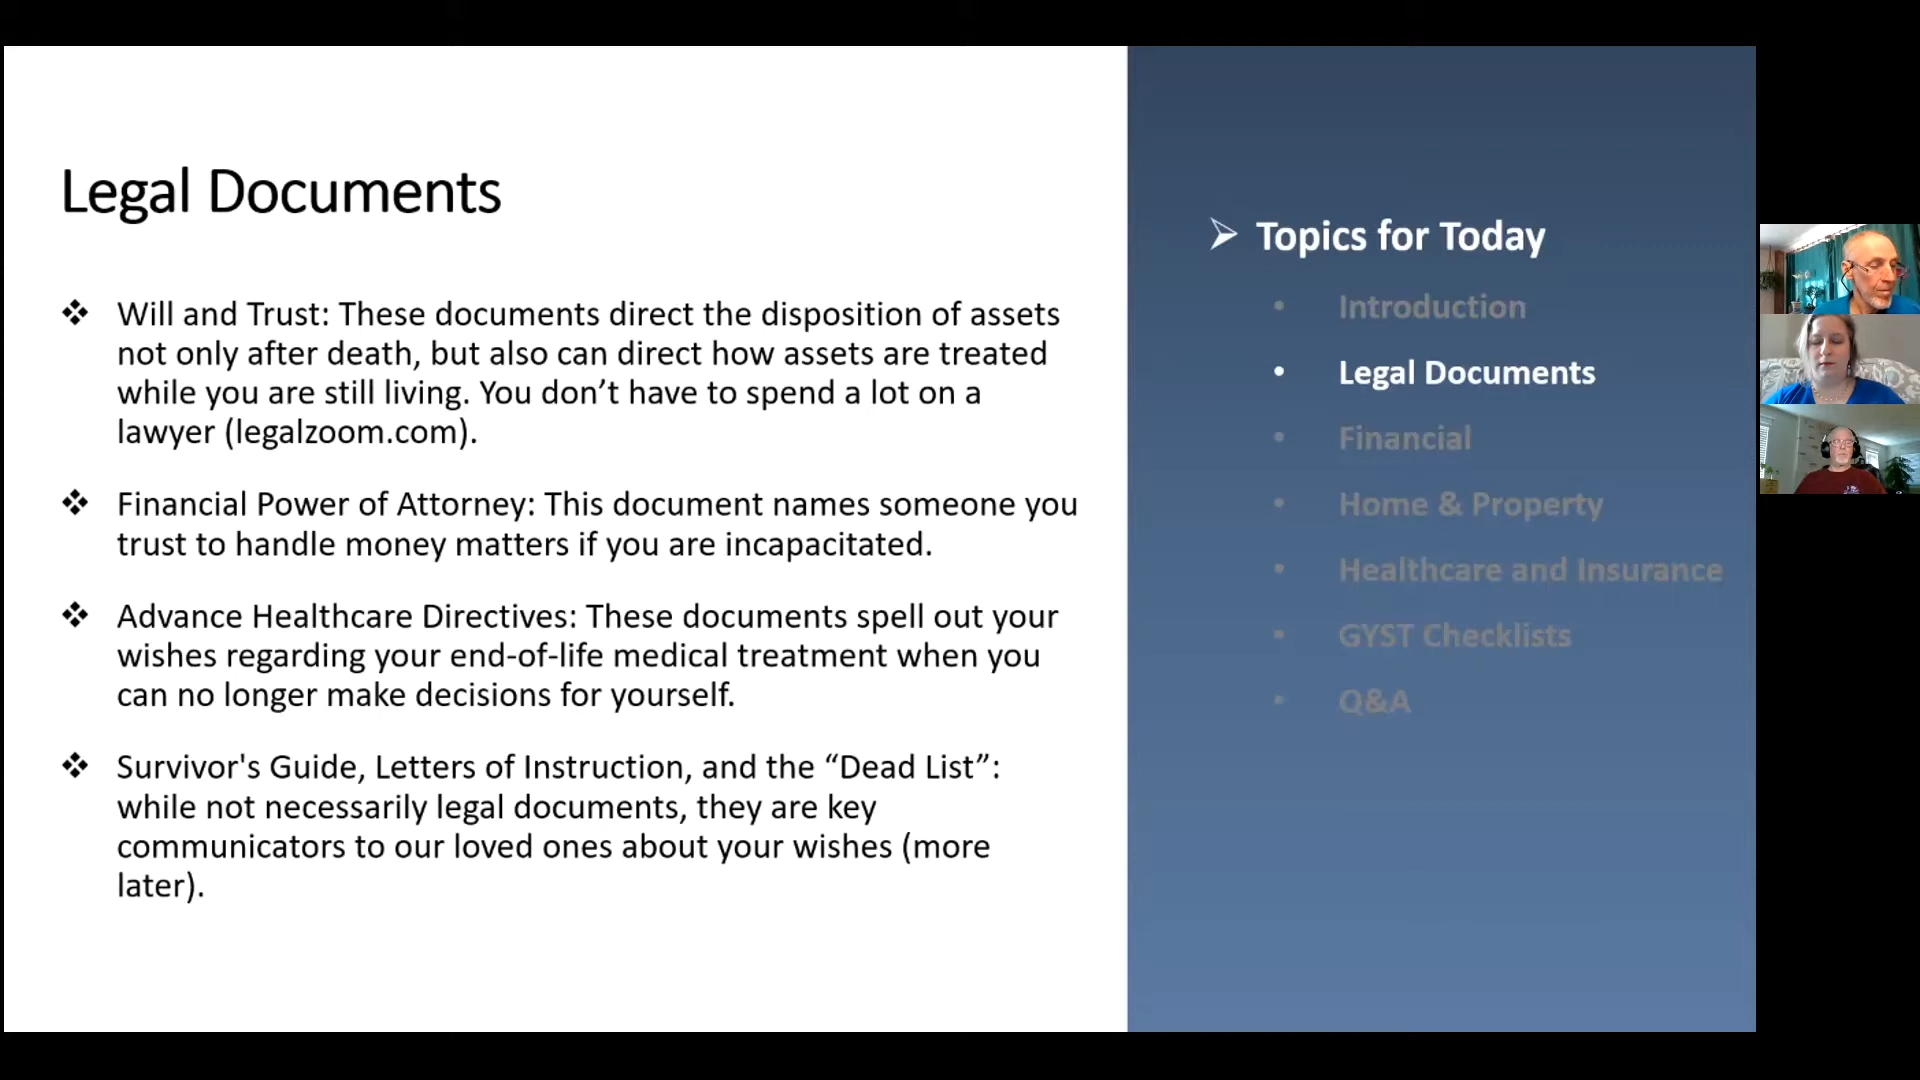 Legal Documents
❖ Will and Trust: These documents direct the disposition of assets
not only after death, but also can direct how assets are treated
while you are still living. You don’t have to spend a lot on a
lawyer (legalzoom.com).
❖ Financial Power of Attorney: This document names someone you
trust to handle money matters if you are incapacitated.
❖ Advance Healthcare Directives: These documents spell out your
wishes regarding your end-of-life medical treatment when you
can no longer make decisions for yourself.
❖ Survivor's Guide, Letters of Instruction, and the “Dead List”:
while not necessarily legal documents, they are key
communicators to our loved ones about your wishes (more
later).
➢ Topics for Today
• Introduction
• Legal Documents
• Financial
• Home & Property
• Healthcare and Insurance
• GYST Checklists
• Q&A